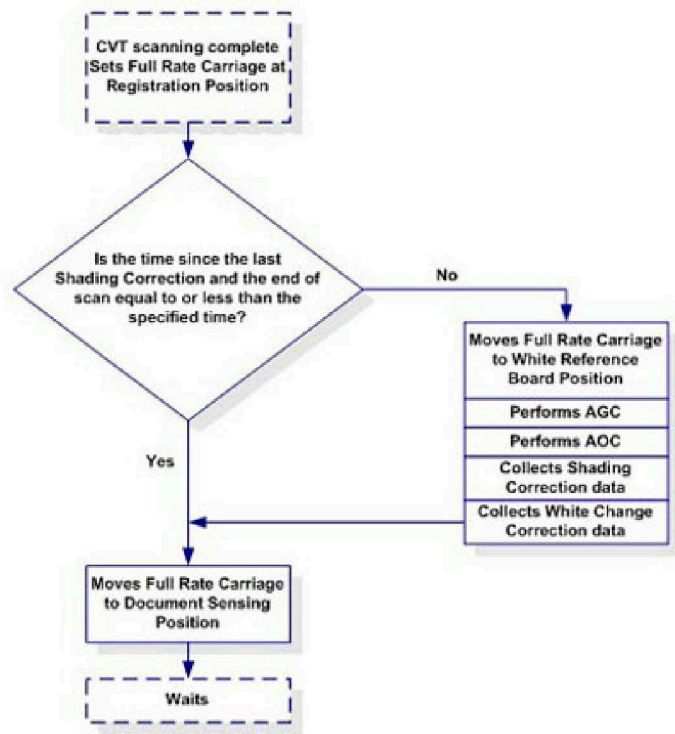 CVT scanning complete
Sets Full Rate Carriage at
Registration Position
Is the time since the last
Shading Correction and the end of
scan equal to or less than the
specified time?
No
Moves Full Rate Carriage
to White Reference
Board Position
Performs AGC
Performs AOC
Collects Shading
Correction data
Collects White Change
Correction data
Yes
Moves Full Rate Carriage
to Document Sensing
Position
Waits